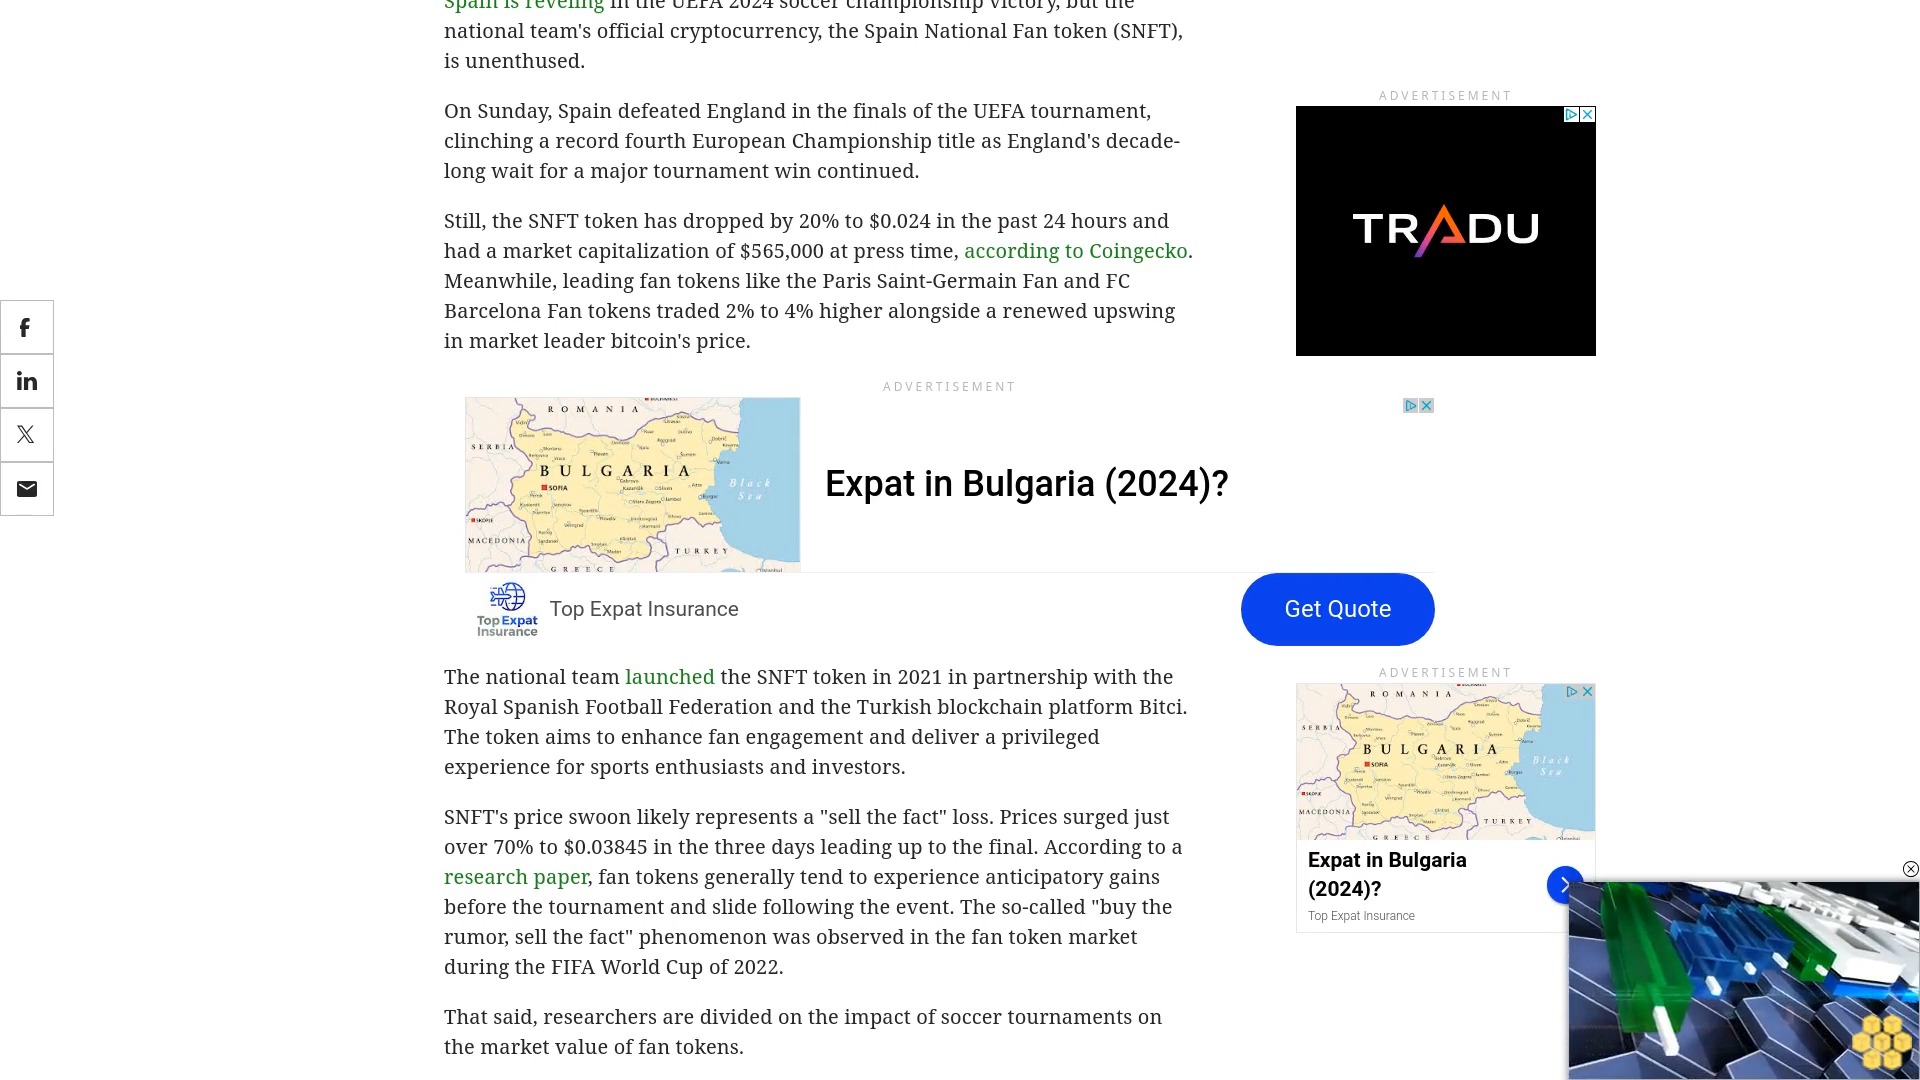 Spain is reveling in the UEFA 2024 soccer championship victory, but the
national team's official cryptocurrency, the Spain National Fan token (SNFT),
is unenthused.
On Sunday, Spain defeated England in the finals of the UEFA tournament,
clinching a record fourth European Championship title as England's decade-
long wait for a major tournament win continued.
Still, the SNFT token has dropped by 20% to $0.024 in the past 24 hours and
had a market capitalization of $565,000 at press time, according to Coingecko.
Meanwhile, leading fan tokens like the Paris Saint-Germain Fan and FC
Barcelona Fan tokens traded 2% to 4% higher alongside a renewed upswing
in market leader bitcoin's price.
ADVERTISEMENT
TRADU
ADVERTISEMENT
ROMANIA
SERBIA
BULGARIA
SOFIA
Black
Sea
SKOPJE
MACEDONIA
TURKEY
GREECE
Expat in Bulgaria (2024)?
Top Expat
Insurance
Top Expat Insurance
Get Quote
The national team launched the SNFT token in 2021 in partnership with the
Royal Spanish Football Federation and the Turkish blockchain platform Bitci.
The token aims to enhance fan engagement and deliver a privileged
experience for sports enthusiasts and investors.
SNFT's price swoon likely represents a "sell the fact" loss. Prices surged just
over 70% to $0.03845 in the three days leading up to the final. According to a
research paper, fan tokens generally tend to experience anticipatory gains
before the tournament and slide following the event. The so-called "buy the
rumor, sell the fact" phenomenon was observed in the fan token market
during the FIFA World Cup of 2022.
That said, researchers are divided on the impact of soccer tournaments on
the market value of fan tokens.
ADVERTISEMENT
ROMANIA
SERBIA
BULGARIA
SOFIA
Black
Sea
SKOPJE
MACEDONIA
TURKEY
GREECE
Expat in Bulgaria
(2024)?
Top Expat Insurance